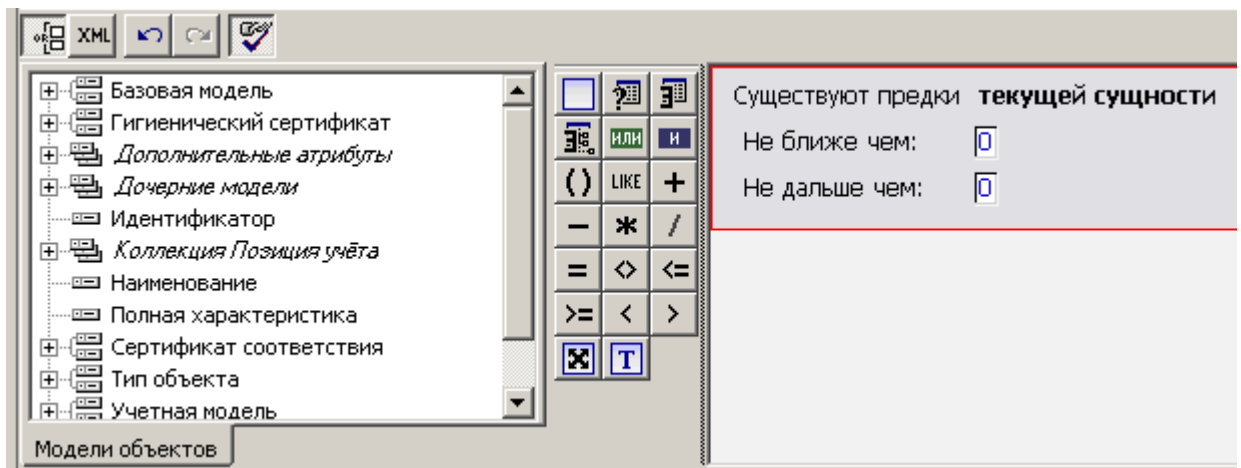 XML
Базовая модель
Гигиенический сертификат
Дополнительные атрибуты
Дочерние модели
Идентификатор
Коллекция Позиция учёта
Наименование
Полная характеристика
Сертификат соответствия
Тип объекта
Учетная модель
Модели объектов
? Э
Э ИЛИ И
( ) LIKE +
− * /
= <> <=
>= < >
T
Существуют предки текущей сущности
Не ближе чем: 0
Не дальше чем: 0